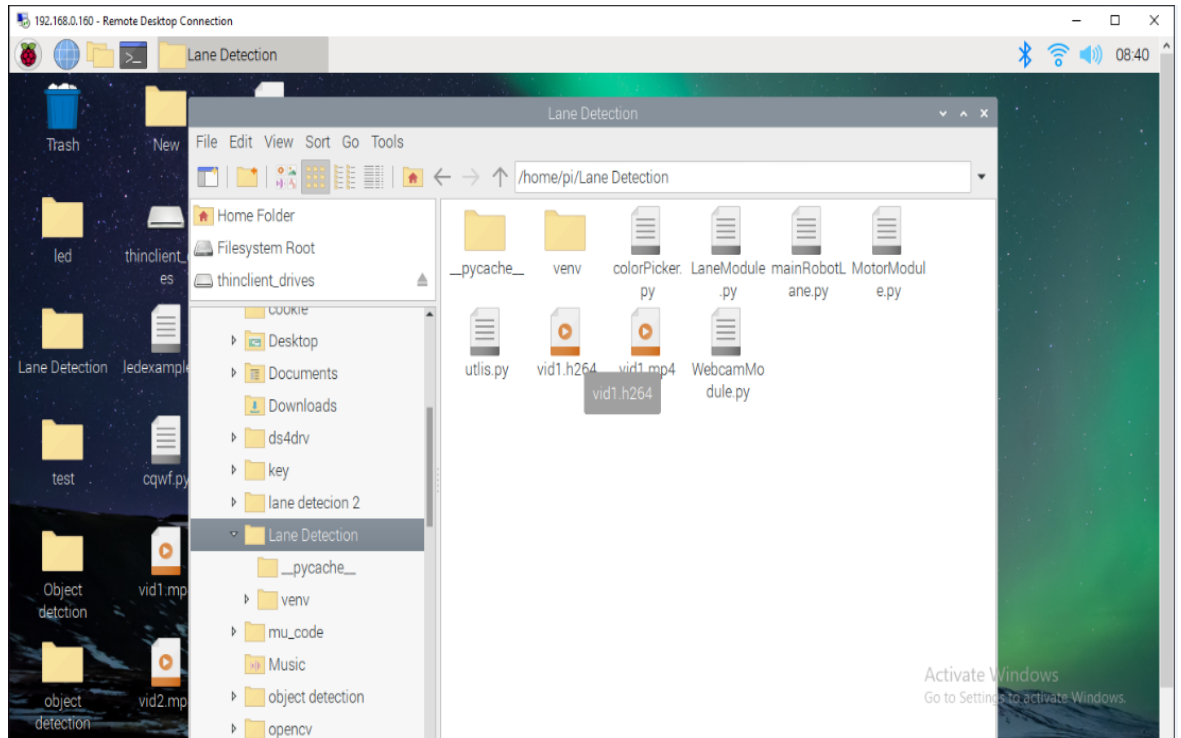 192.168.0.160 - Remote Desktop Connection
Lane Detection
08:40
Trash
New
led
thinclient_
es
Lane Detection
ledexample
test
cqwf.py
Object
detction
vid1.mp
object
detection
vid2.mp
Lane Detection
File Edit View Sort Go Tools
/home/pi/Lane Detection
Home Folder
Filesystem Root
thinclient_drives
cookie
Desktop
Documents
Downloads
ds4drv
key
lane detecion 2
Lane Detection
__pycache__
venv
mu_code
Music
object detection
opencv
__pycache__
venv
colorPicker.
py
LaneModule
.py
mainRobotL
ane.py
MotorModul
e.py
utlis.py
vid1.h264
vid1.mp4
WebcamMo
dule.py
vid1.h264
Activate Windows
Go to Settings to activate Windows.